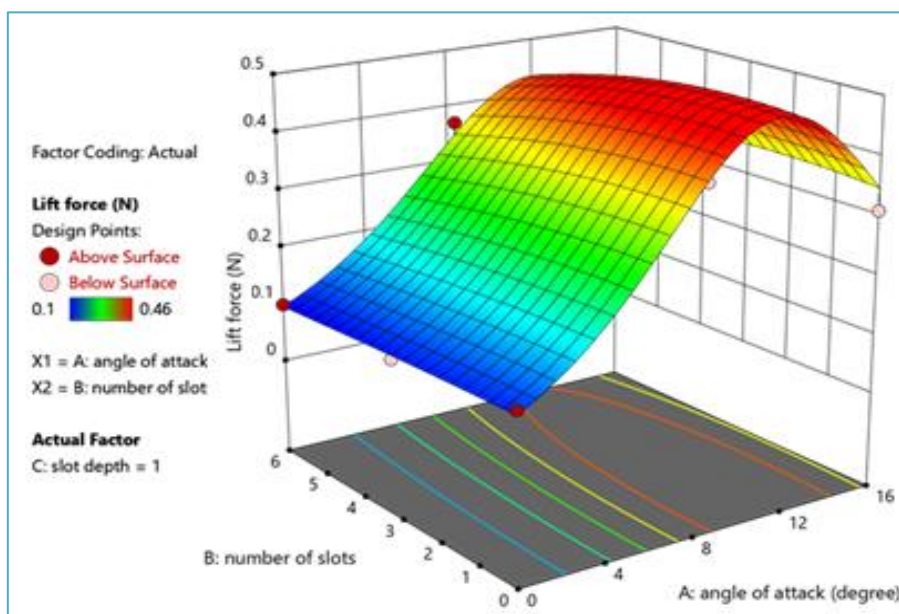 Factor Coding: Actual
Lift force (N)
Design Points:
Above Surface
Below Surface
0.1 0.46
X1 = A: angle of attack
X2 = B: number of slot
Actual Factor
C: slot depth = 1
Lift force (N)
0.5
0.4
0.3
0.2
0.1
0
6
5
4
3
2
1
0
B: number of slots
0
4
8
12
16
A: angle of attack (degree)